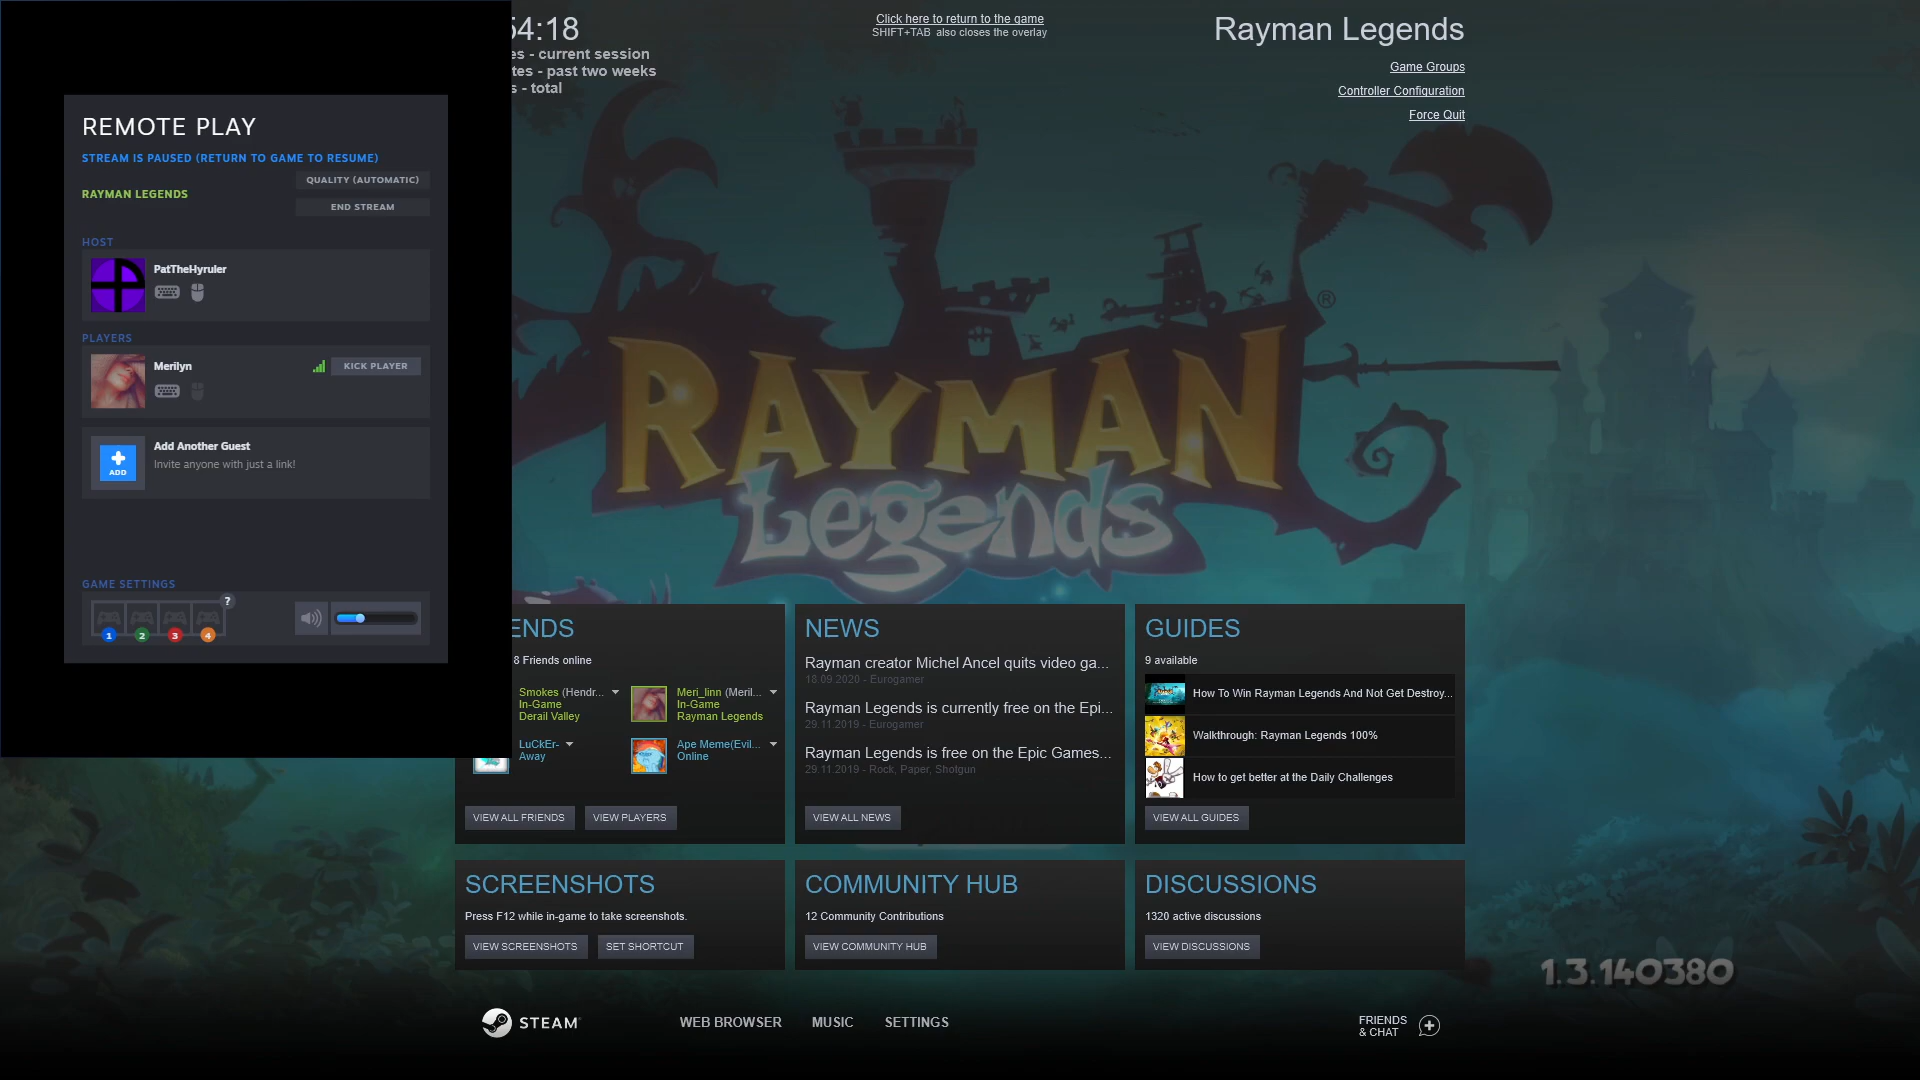 54:18
es - current session
tes - past two weeks
s - total
Click here to return to the game
SHIFT+TAB also closes the overlay
Rayman Legends
Game Groups
Controller Configuration
Force Quit
REMOTE PLAY
STREAM IS PAUSED (RETURN TO GAME TO RESUME)
RAYMAN LEGENDS
QUALITY (AUTOMATIC)
END STREAM
HOST
PatTheHyruler
PLAYERS
Merilyn
KICK PLAYER
ADD
Add Another Guest
Invite anyone with just a link!
GAME SETTINGS
?
1 2 3 4
RAYMAN ®
Legends
ENDS
8 Friends online
Smokes (Hendr...
In-Game
Derail Valley
Meri_linn (Meril...
In-Game
Rayman Legends
LuCkEr-
Away
Ape Meme(Evil...
Online
VIEW ALL FRIENDS
VIEW PLAYERS
NEWS
Rayman creator Michel Ancel quits video ga...
18.09.2020 - Eurogamer
Rayman Legends is currently free on the Epi...
29.11.2019 - Eurogamer
Rayman Legends is free on the Epic Games...
29.11.2019 - Rock, Paper, Shotgun
VIEW ALL NEWS
GUIDES
9 available
How To Win Rayman Legends And Not Get Destroy...
Walkthrough: Rayman Legends 100%
How to get better at the Daily Challenges
VIEW ALL GUIDES
SCREENSHOTS
Press F12 while in-game to take screenshots.
VIEW SCREENSHOTS
SET SHORTCUT
COMMUNITY HUB
12 Community Contributions
VIEW COMMUNITY HUB
DISCUSSIONS
1320 active discussions
VIEW DISCUSSIONS
1.3.140380
STEAM
WEB BROWSER
MUSIC
SETTINGS
FRIENDS
& CHAT